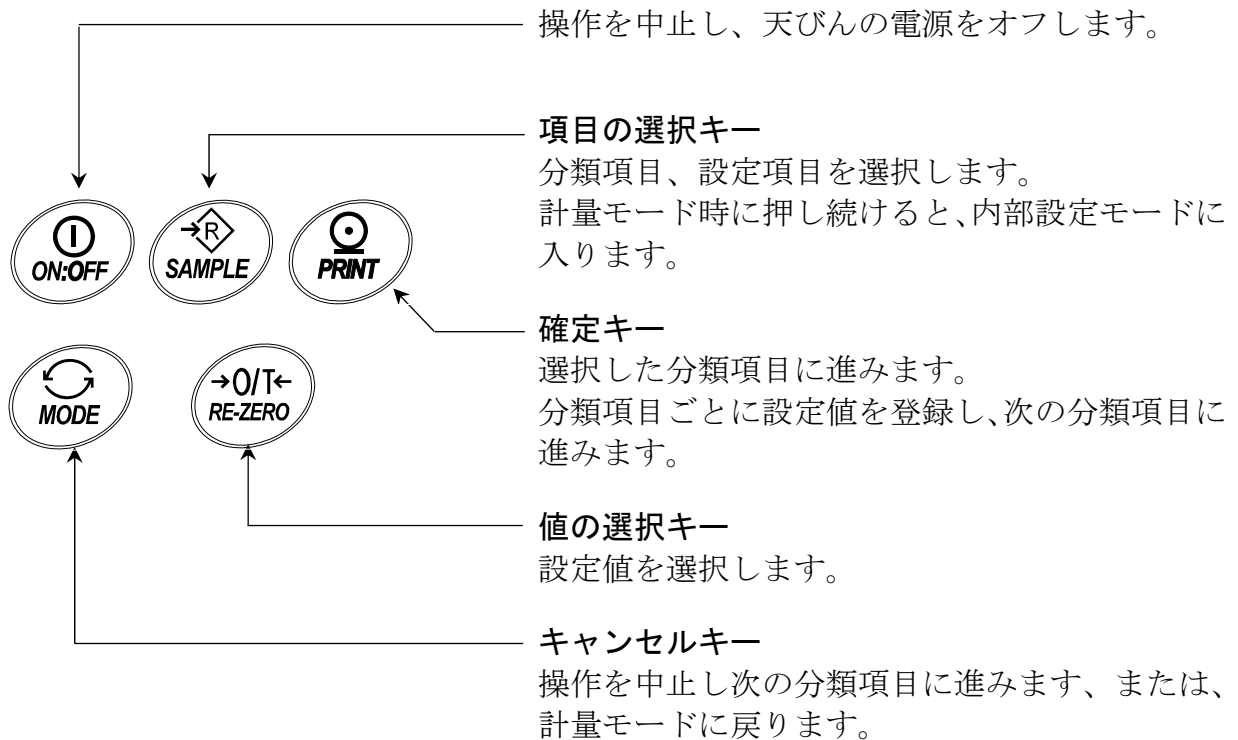 操作を中止し、天びんの電源をオフします。
項目の選択キー
分類項目、設定項目を選択します。
計量モード時に押し続けると、内部設定モードに
入ります。
ON:OFF
→R
SAMPLE
PRINT
確定キー
選択した分類項目に進みます。
分類項目ごとに設定値を登録し、次の分類項目に
進みます。
MODE
→0/T←
RE-ZERO
値の選択キー
設定値を選択します。
キャンセルキー
操作を中止し次の分類項目に進みます、または、
計量モードに戻ります。